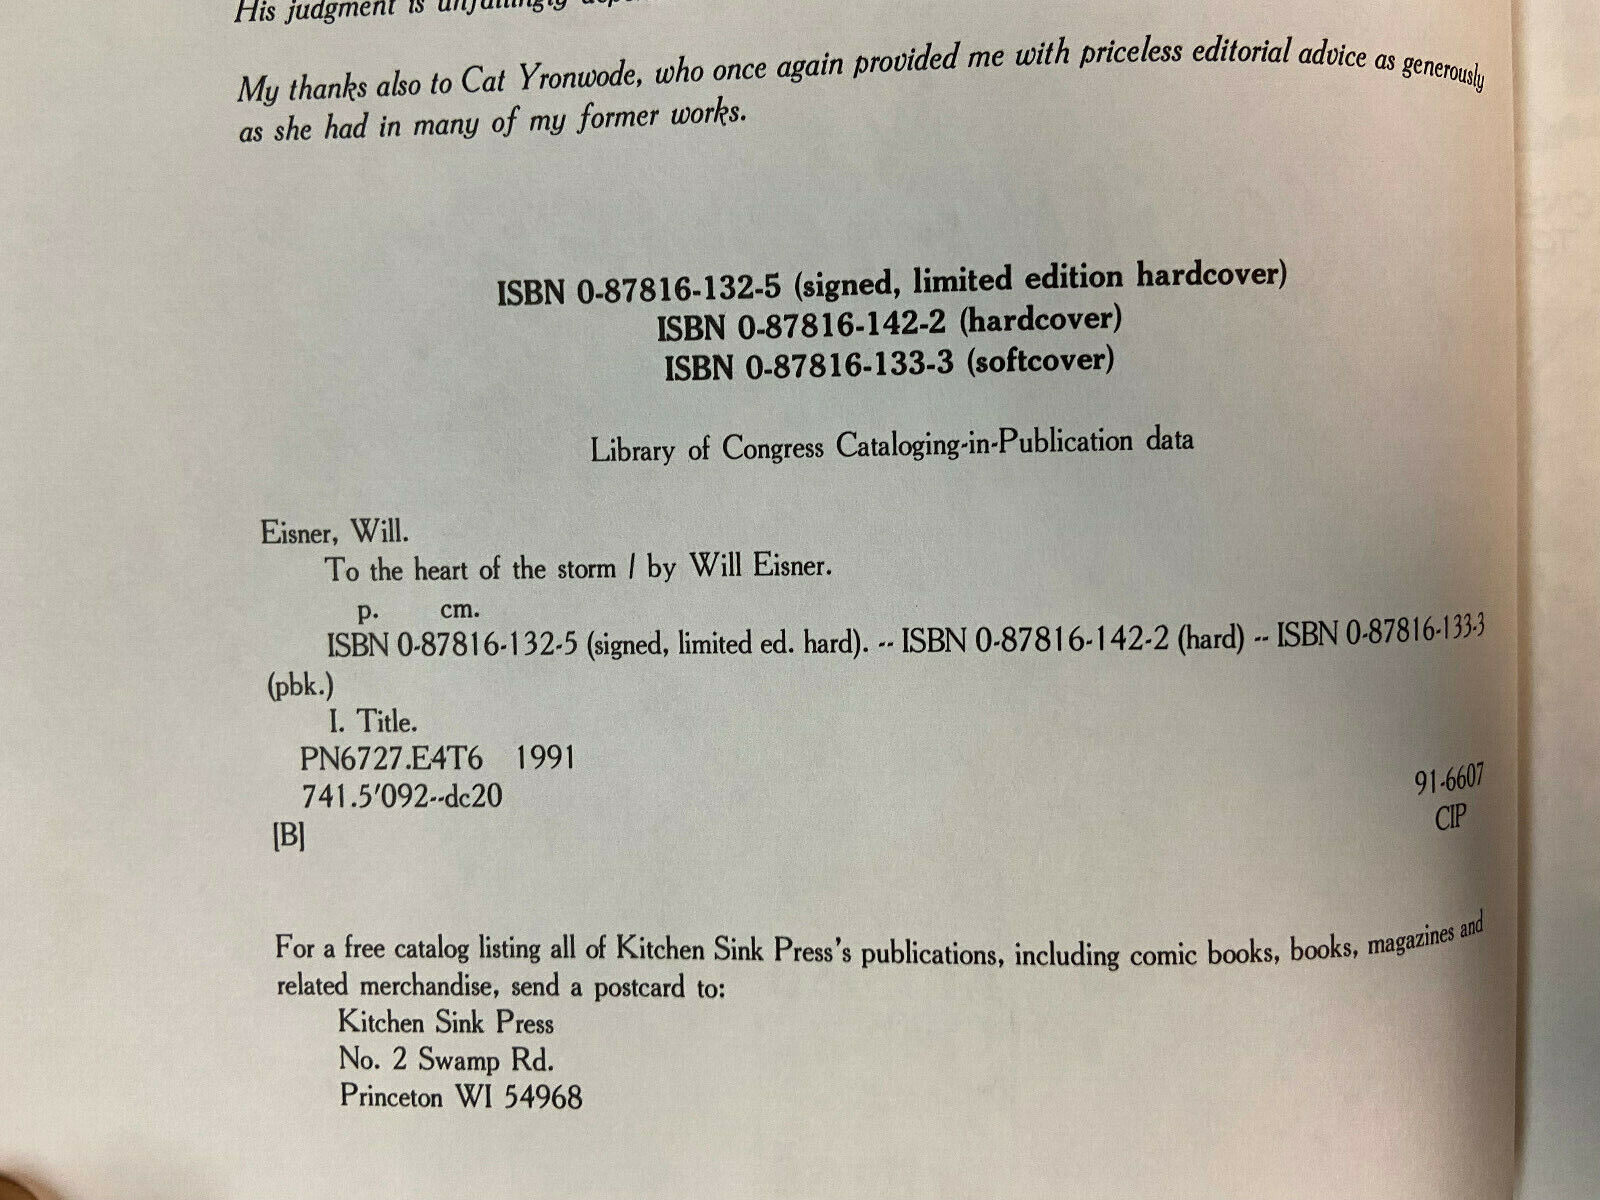 His judgment is unfailingly
My thanks also to Cat Yronwode, who once again provided me with priceless editorial advice as generously
as she had in many of my former works.
ISBN 0-87816-132-5 (signed, limited edition hardcover)
ISBN 0-87816-142-2 (hardcover)
ISBN 0-87816-133-3 (softcover)
Library of Congress Cataloging-in-Publication data
Eisner, Will.
To the heart of the storm / by Will Eisner.
p. cm.
ISBN 0-87816-132-5 (signed, limited ed. hard). -- ISBN 0-87816-142-2 (hard) -- ISBN 0-87816-133-3
(pbk.)
I. Title.
PN6727.E4T6 1991
741.5'092--dc20
91-6607
CIP
[B]
For a free catalog listing all of Kitchen Sink Press's publications, including comic books, books, magazines and
related merchandise, send a postcard to:
Kitchen Sink Press
No. 2 Swamp Rd.
Princeton WI 54968